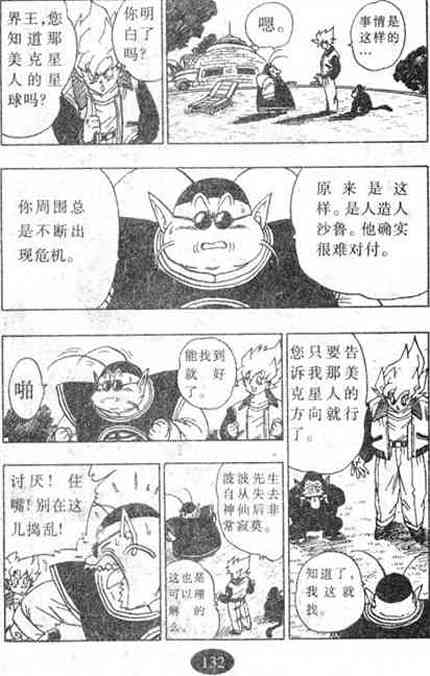 事情是
这样的
…
嗯。
你明
白了
吗?
界王,您
知道那
美克星
人的星
球吗?
原来是这
样。是人造人
沙鲁。他确实
很难对付。
你周围总
是不断出
现危机。
您只要告
诉我那美
克星人的
方向就行
了。
知道了,
我这就
找。
能找到
就好
了。
啪
波波先生
自从失去
神仙后非
常寂寞。
这也是
可以理
解的
么。
讨厌!住
嘴!别在这
儿捣乱!
132